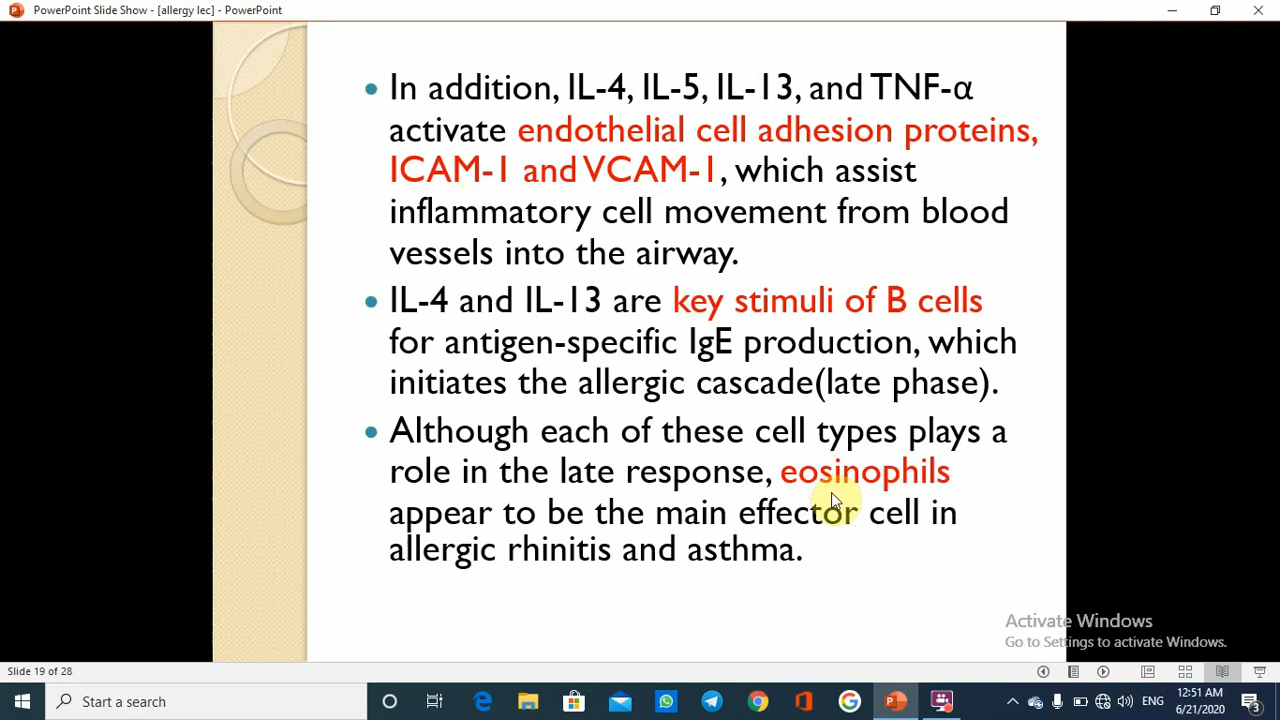 PowerPoint Slide Show - [allergy lec] - PowerPoint
• In addition, IL-4, IL-5, IL-13, and TNF-α
activate endothelial cell adhesion proteins,
ICAM-1 and VCAM-1, which assist
inflammatory cell movement from blood
vessels into the airway.
• IL-4 and IL-13 are key stimuli of B cells
for antigen-specific IgE production, which
initiates the allergic cascade(late phase).
• Although each of these cell types plays a
role in the late response, eosinophils
appear to be the main effector cell in
allergic rhinitis and asthma.
Activate Windows
Go to Settings to activate Windows.
Slide 19 of 28
Start a search
ENG
12:51 AM
6/21/2020
3